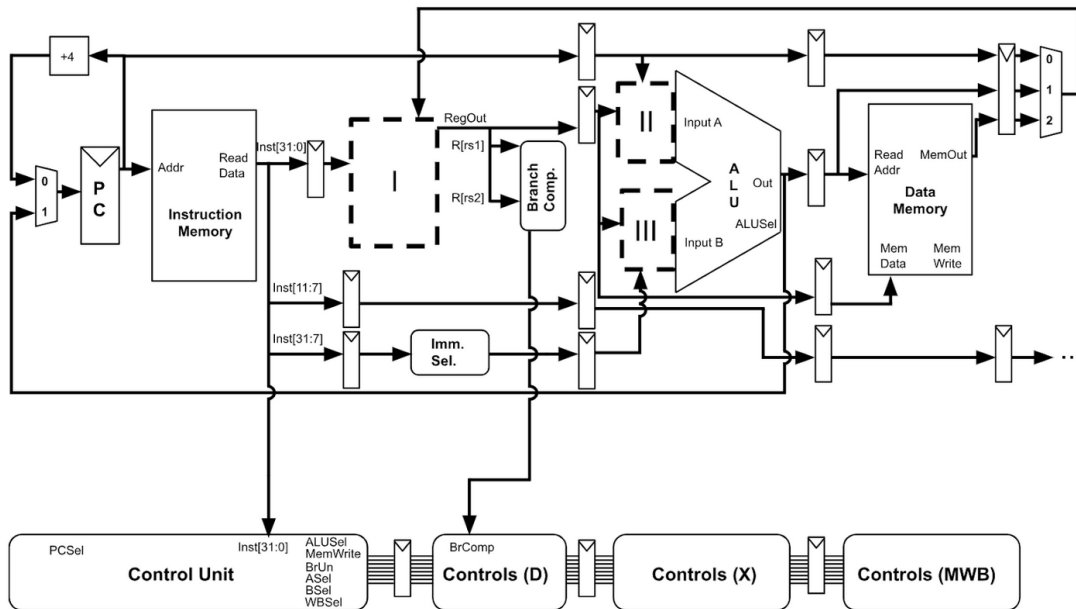 +4
0
1
P
C
Addr
Read
Data
Instruction
Memory
Inst[31:0]
I
RegOut
R[rs1]
R[rs2]
Branch
Comp.
Inst[11:7]
Inst[31:7]
Imm.
Sel.
II
III
Input A
Input B
ALU
Out
ALUSel
Read
Addr
MemOut
Data
Memory
Mem
Data
Mem
Write
0
1
2
..
PCSel
Inst[31:0]
Control Unit
ALUSel
MemWrite
BrUn
ASel
BSel
WBSel
BrComp
Controls (D)
Controls (X)
Controls (MWB)